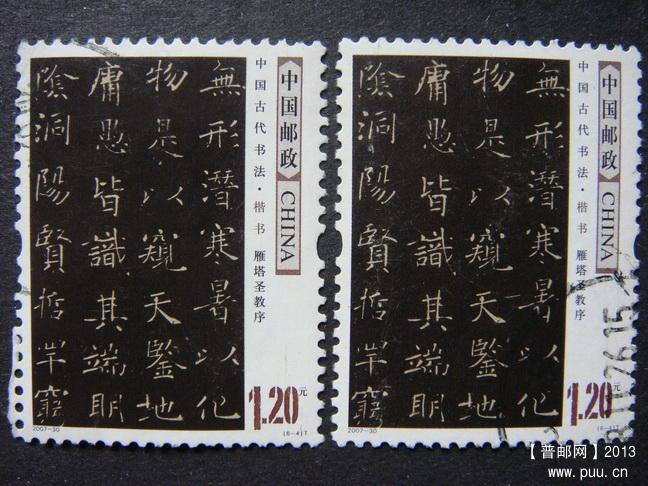 無形潛寒暑以化
物是以窺天鑒地
庸愚皆識其端明
陰洞陽賢哲罕窮
中国古代书法·楷书 雁塔圣教序
中国邮政 CHINA
1.20元
2007-30
(6-4)T
無形潛寒暑以化
物是以窺天鑒地
庸愚皆識其端明
陰洞陽賢哲罕窮
中国古代书法·楷书 雁塔圣教序
中国邮政 CHINA
1.20元
2007-30
(6-4)T
【普邮网】2013
www.puu.cn